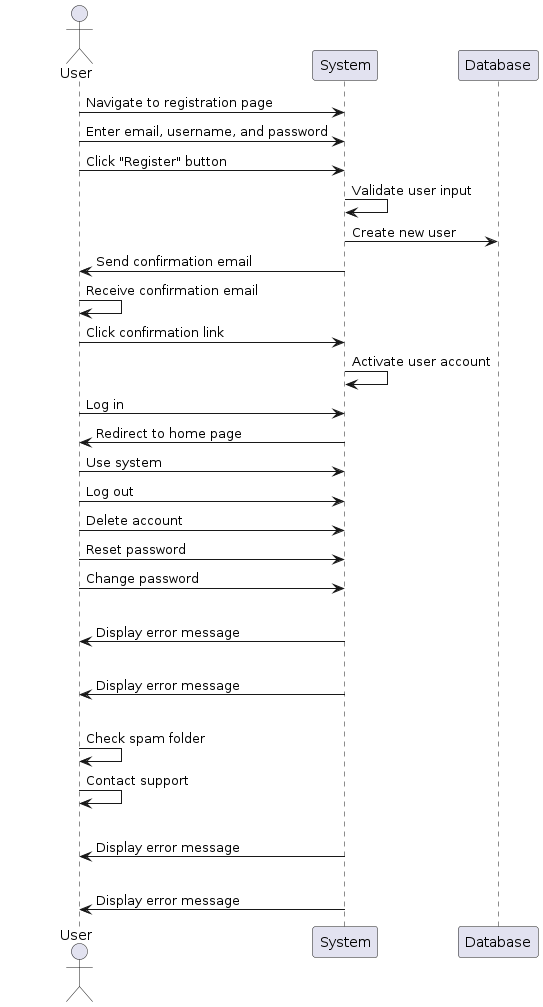 User
System
Database
Navigate to registration page
Enter email, username, and password
Click "Register" button
Validate user input
Create new user
Send confirmation email
Receive confirmation email
Click confirmation link
Activate user account
Log in
Redirect to home page
Use system
Log out
Delete account
Reset password
Change password
Display error message
Display error message
Check spam folder
Contact support
Display error message
Display error message
User
System
Database